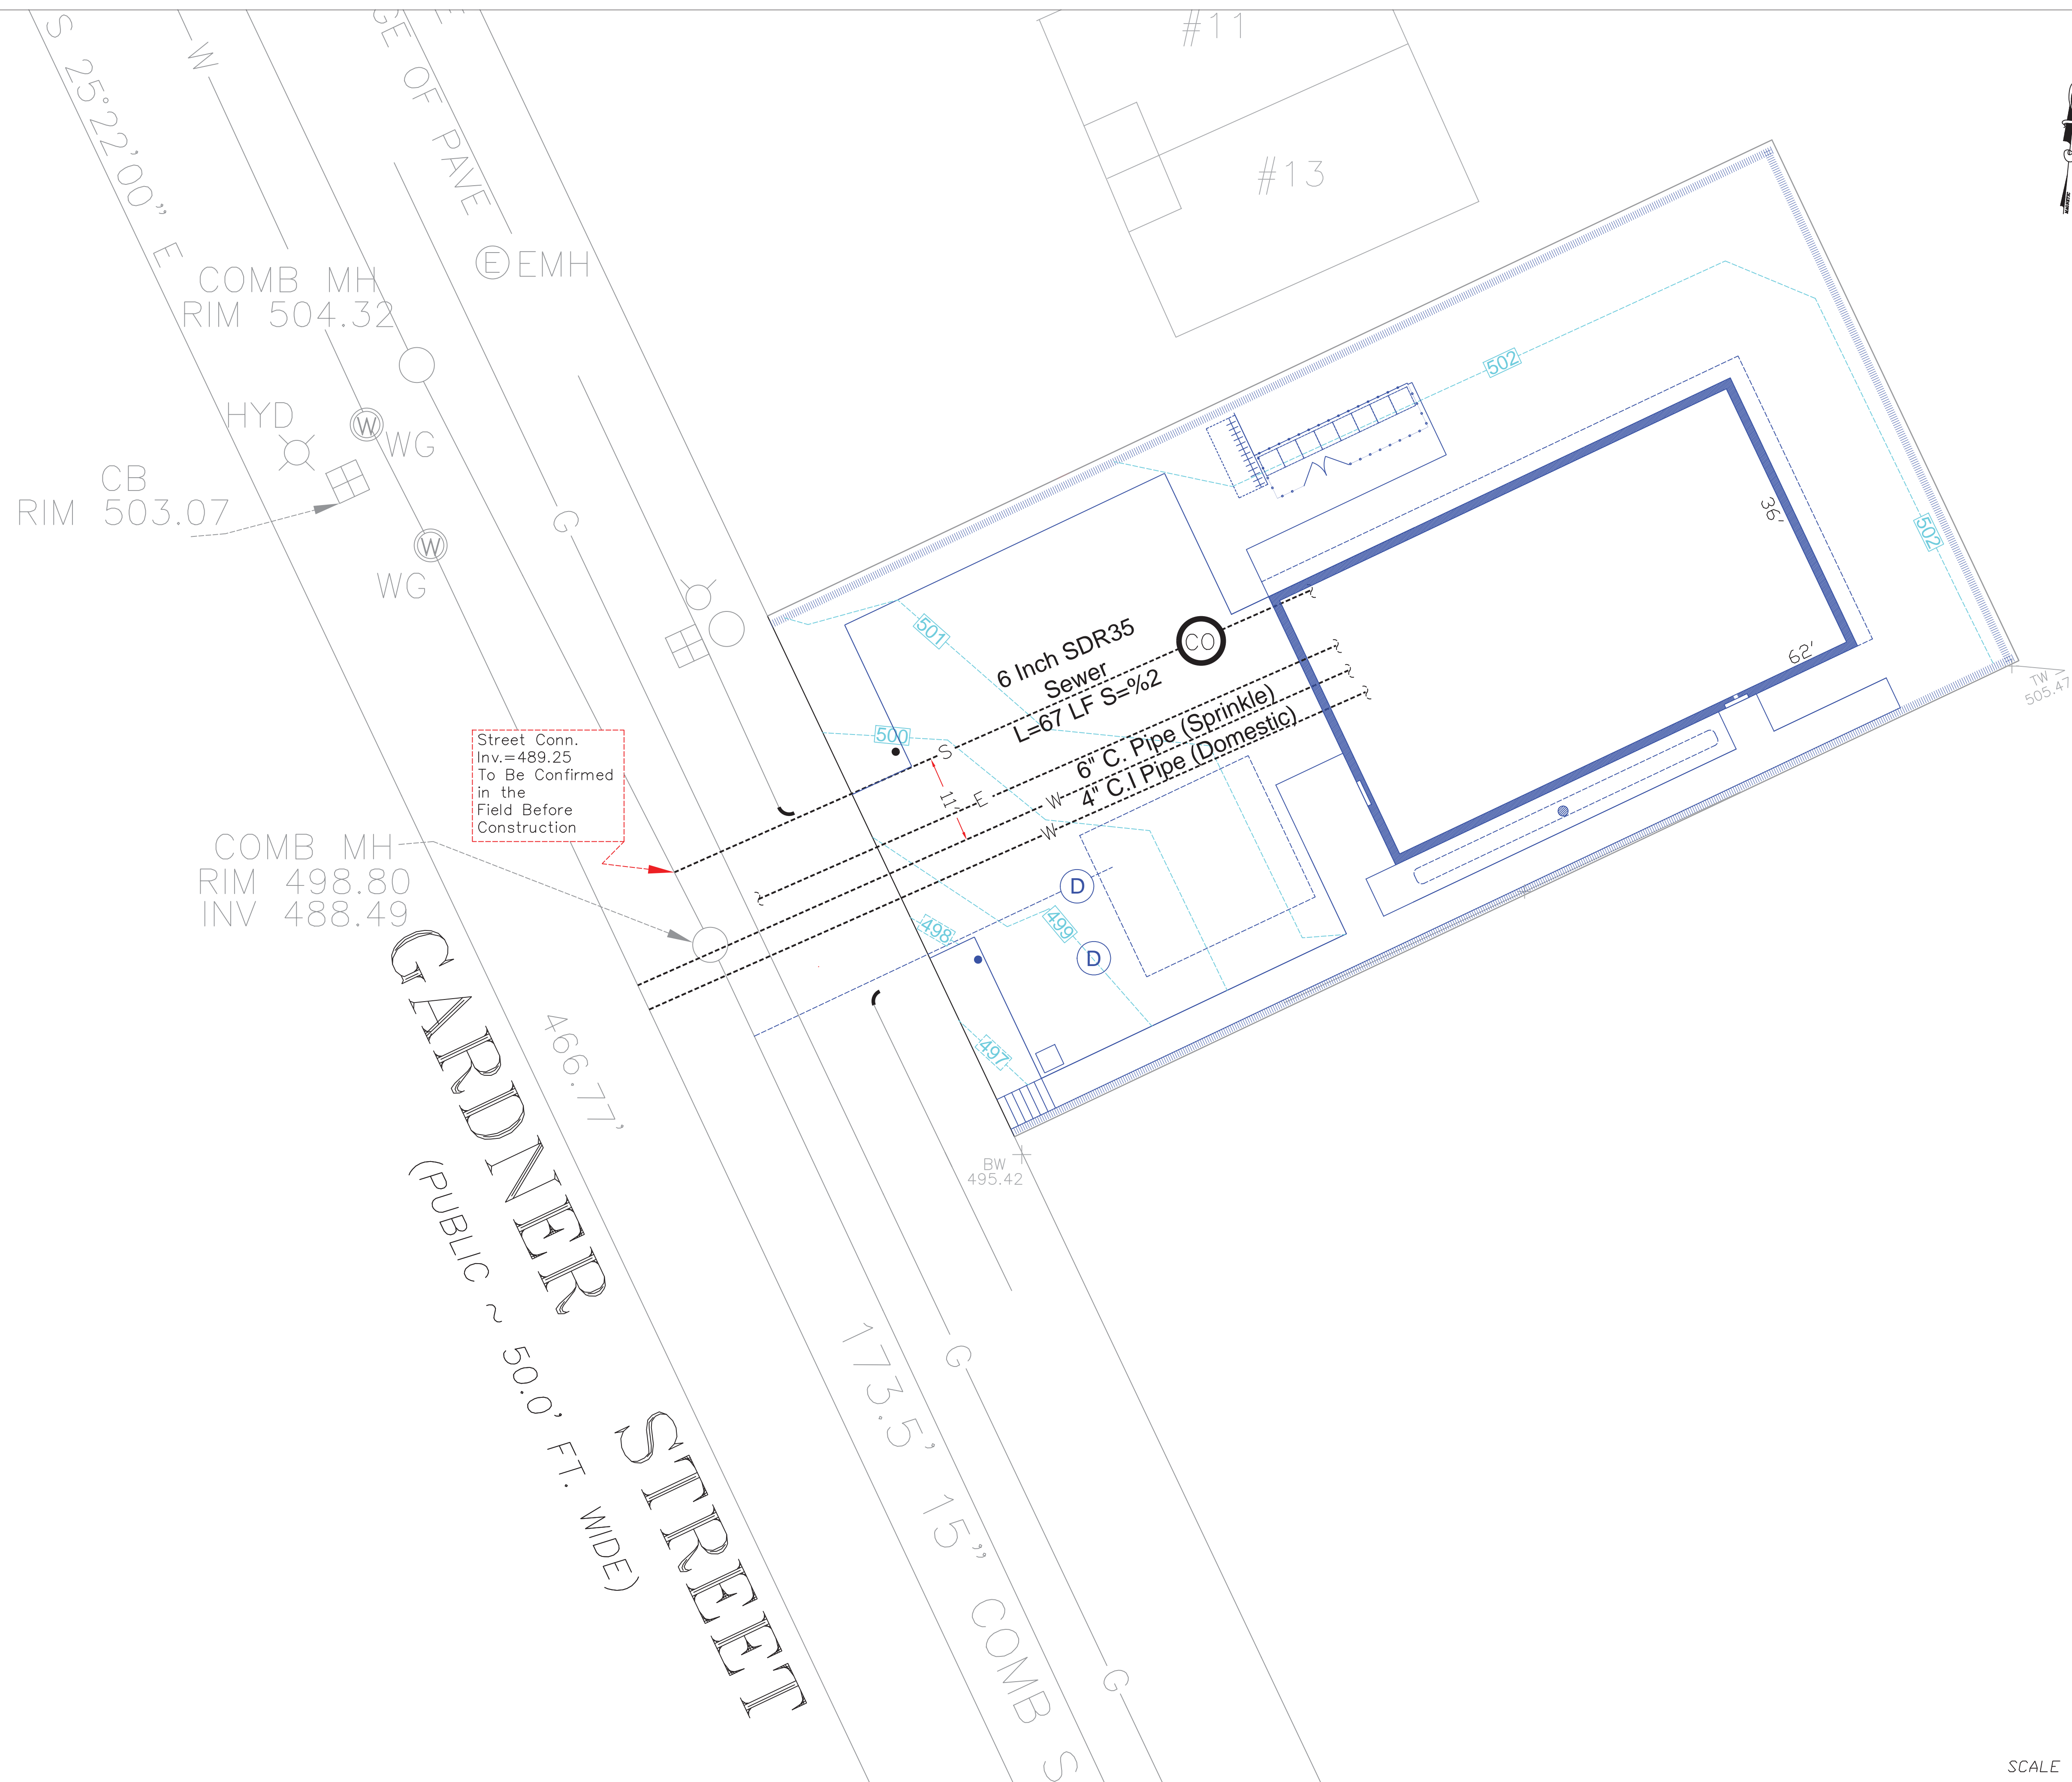 #11
#13
S 25°22'00" E
W
GE OF PAVE
E EMH
COMB MH
RIM 504.32
HYD
W
WG
CB
RIM 503.07
W
WG
G
502
502
36'
62'
TW
505.47
501
6 Inch SDR35
Sewer
L=67 LF S=%2
CO
500
S
6" C. Pipe (Sprinkle)
4" C.I Pipe (Domestic)
11'
E
W
W
Street Conn.
Inv.=489.25
To Be Confirmed
in the
Field Before
Construction
COMB MH
RIM 498.80
INV 488.49
D
D
498
499
497
BW
495.42
466.77'
GARDNER STREET
(PUBLIC ~ 50.0' FT. WIDE)
173.5' 15" COMB S
G
G
SCALE